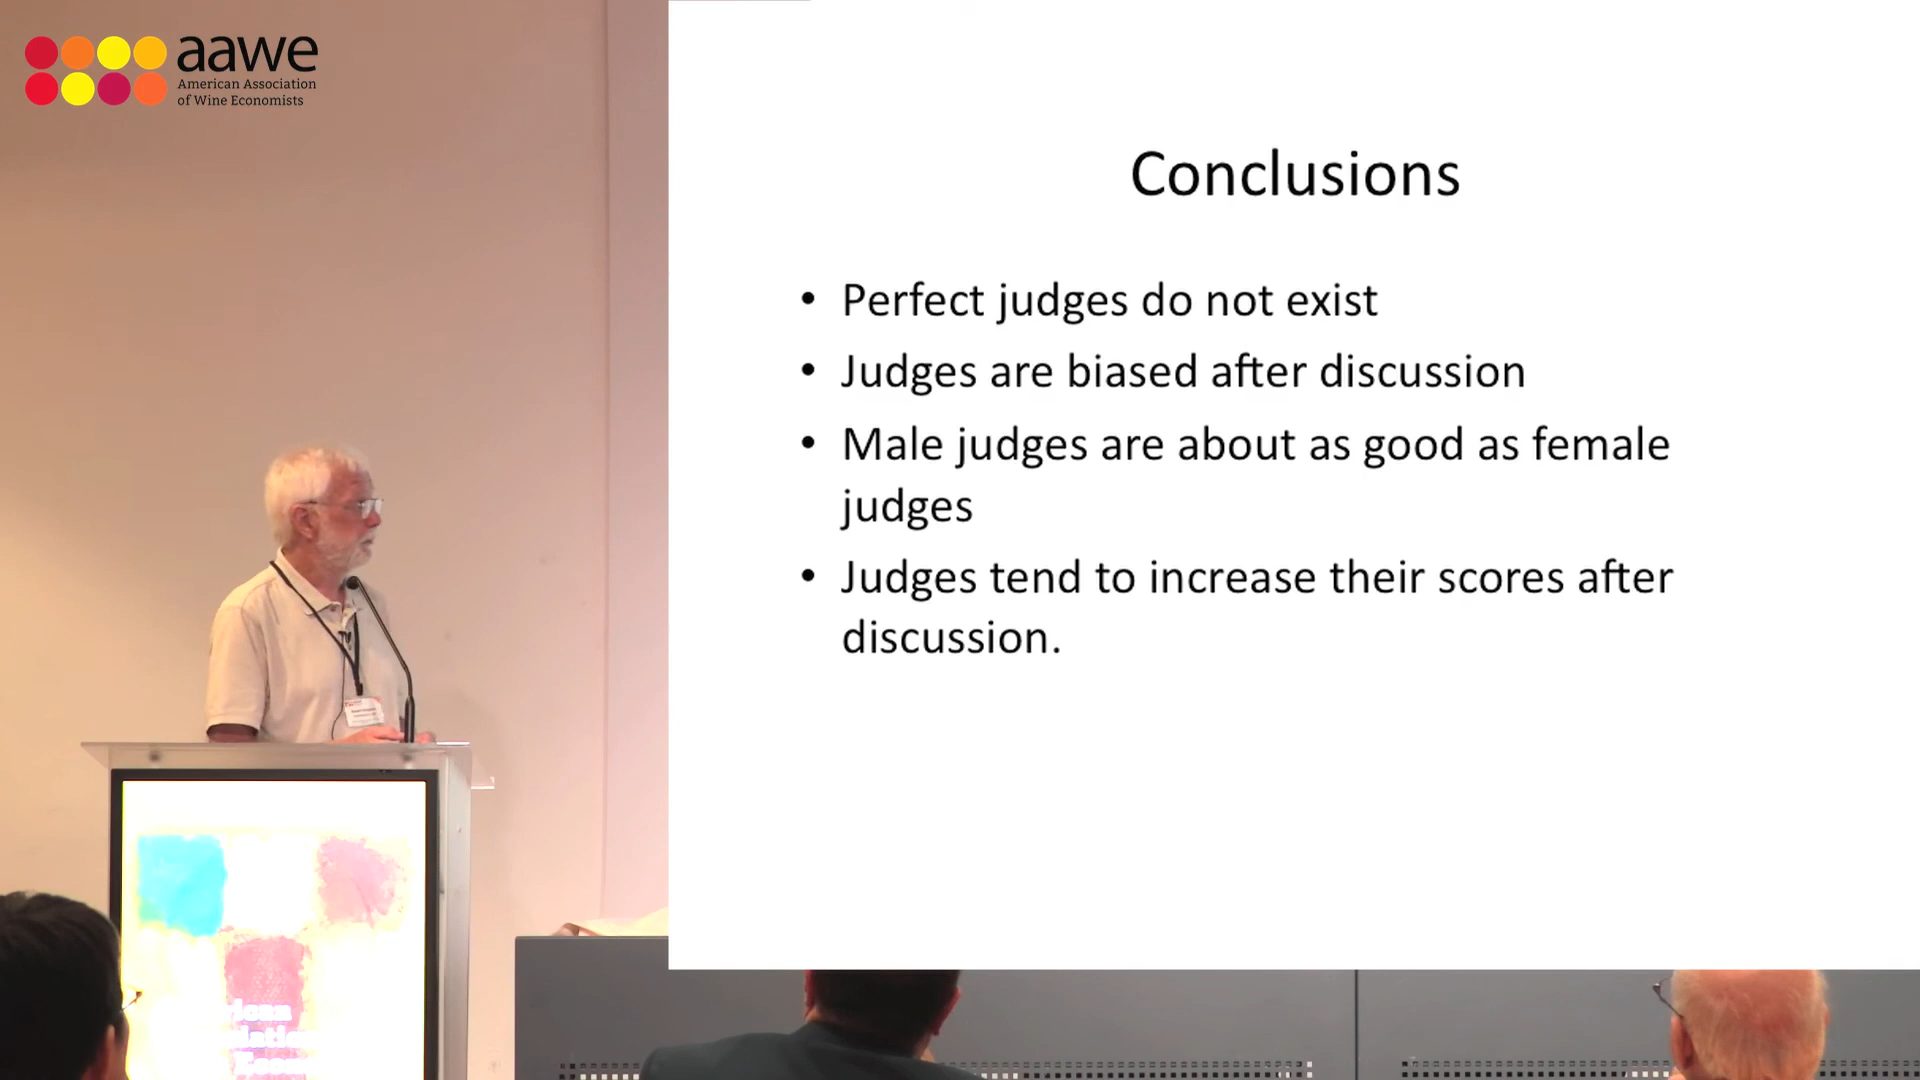 aawe
American Association
of Wine Economists
Conclusions
• Perfect judges do not exist
• Judges are biased after discussion
• Male judges are about as good as female
judges
• Judges tend to increase their scores after
discussion.